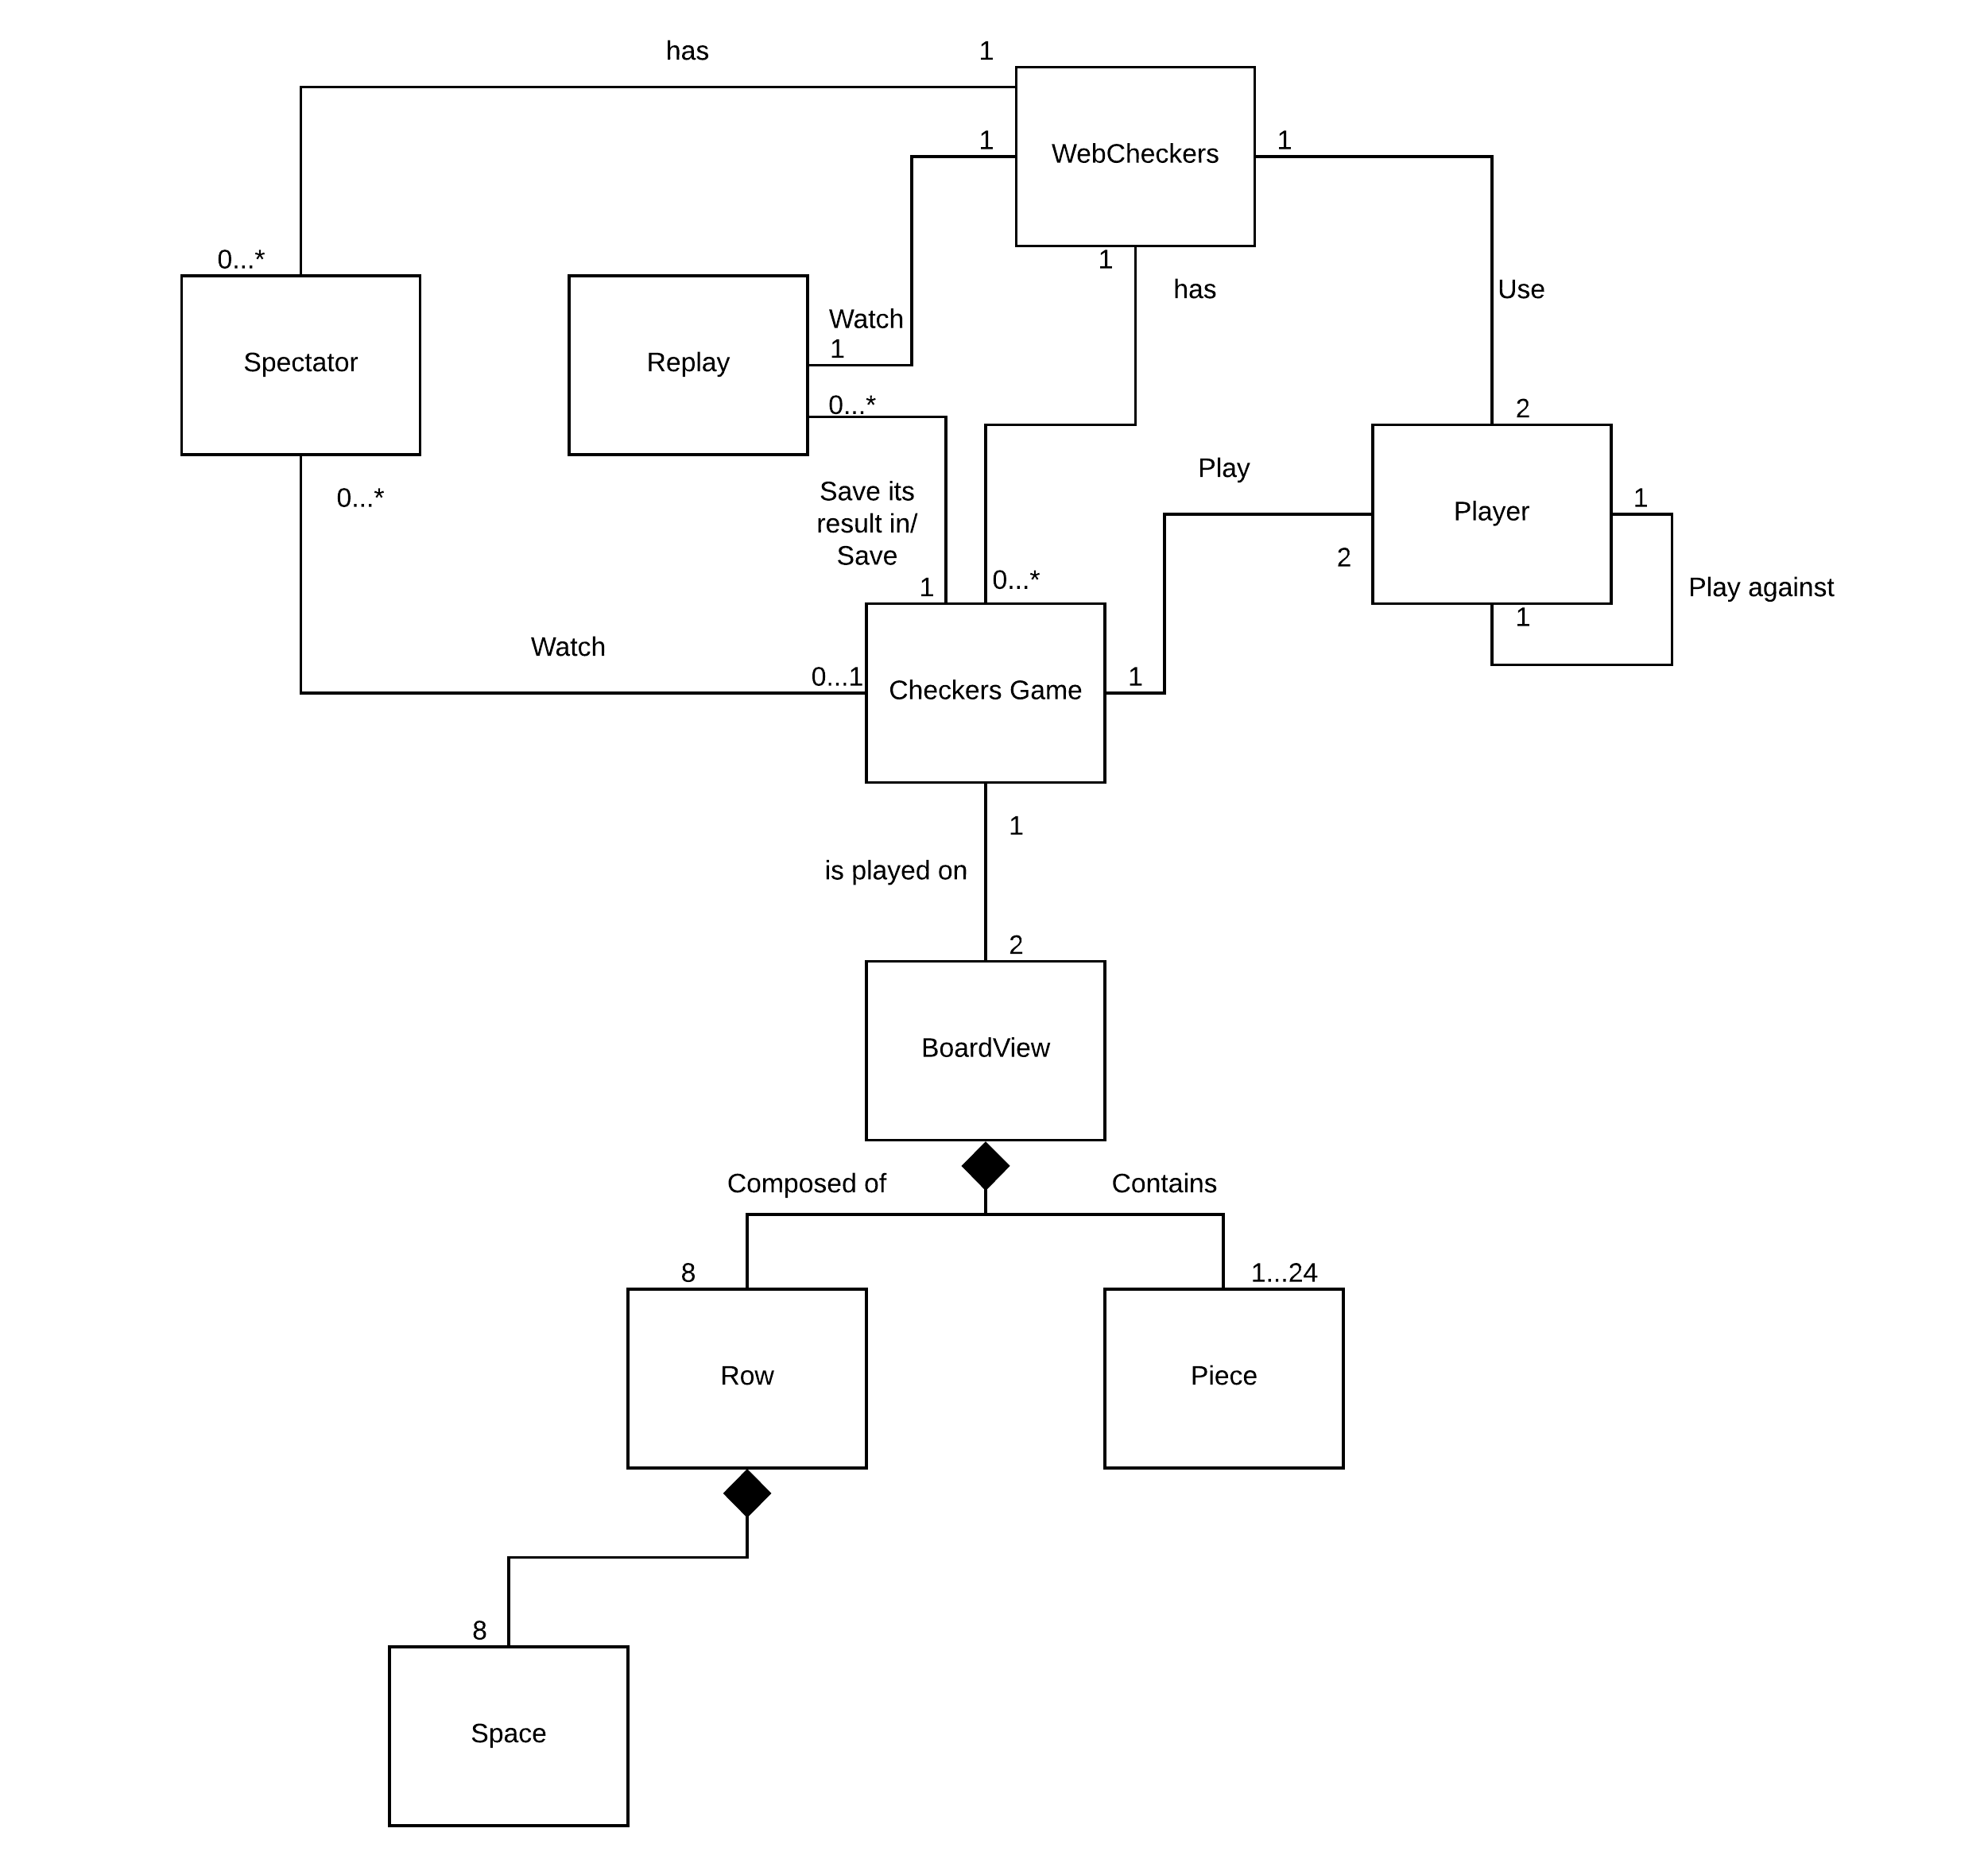 has
1
WebCheckers
1
1
0...*
1
has
Use
Spectator
Replay
Watch
1
0...*
2
Play
Player
1
0...*
Save its
result in/
Save
2
Play against
1
0...*
1
Watch
0...1
Checkers Game
1
1
is played on
2
BoardView
Composed of
Contains
8
1...24
Row
Piece
8
Space